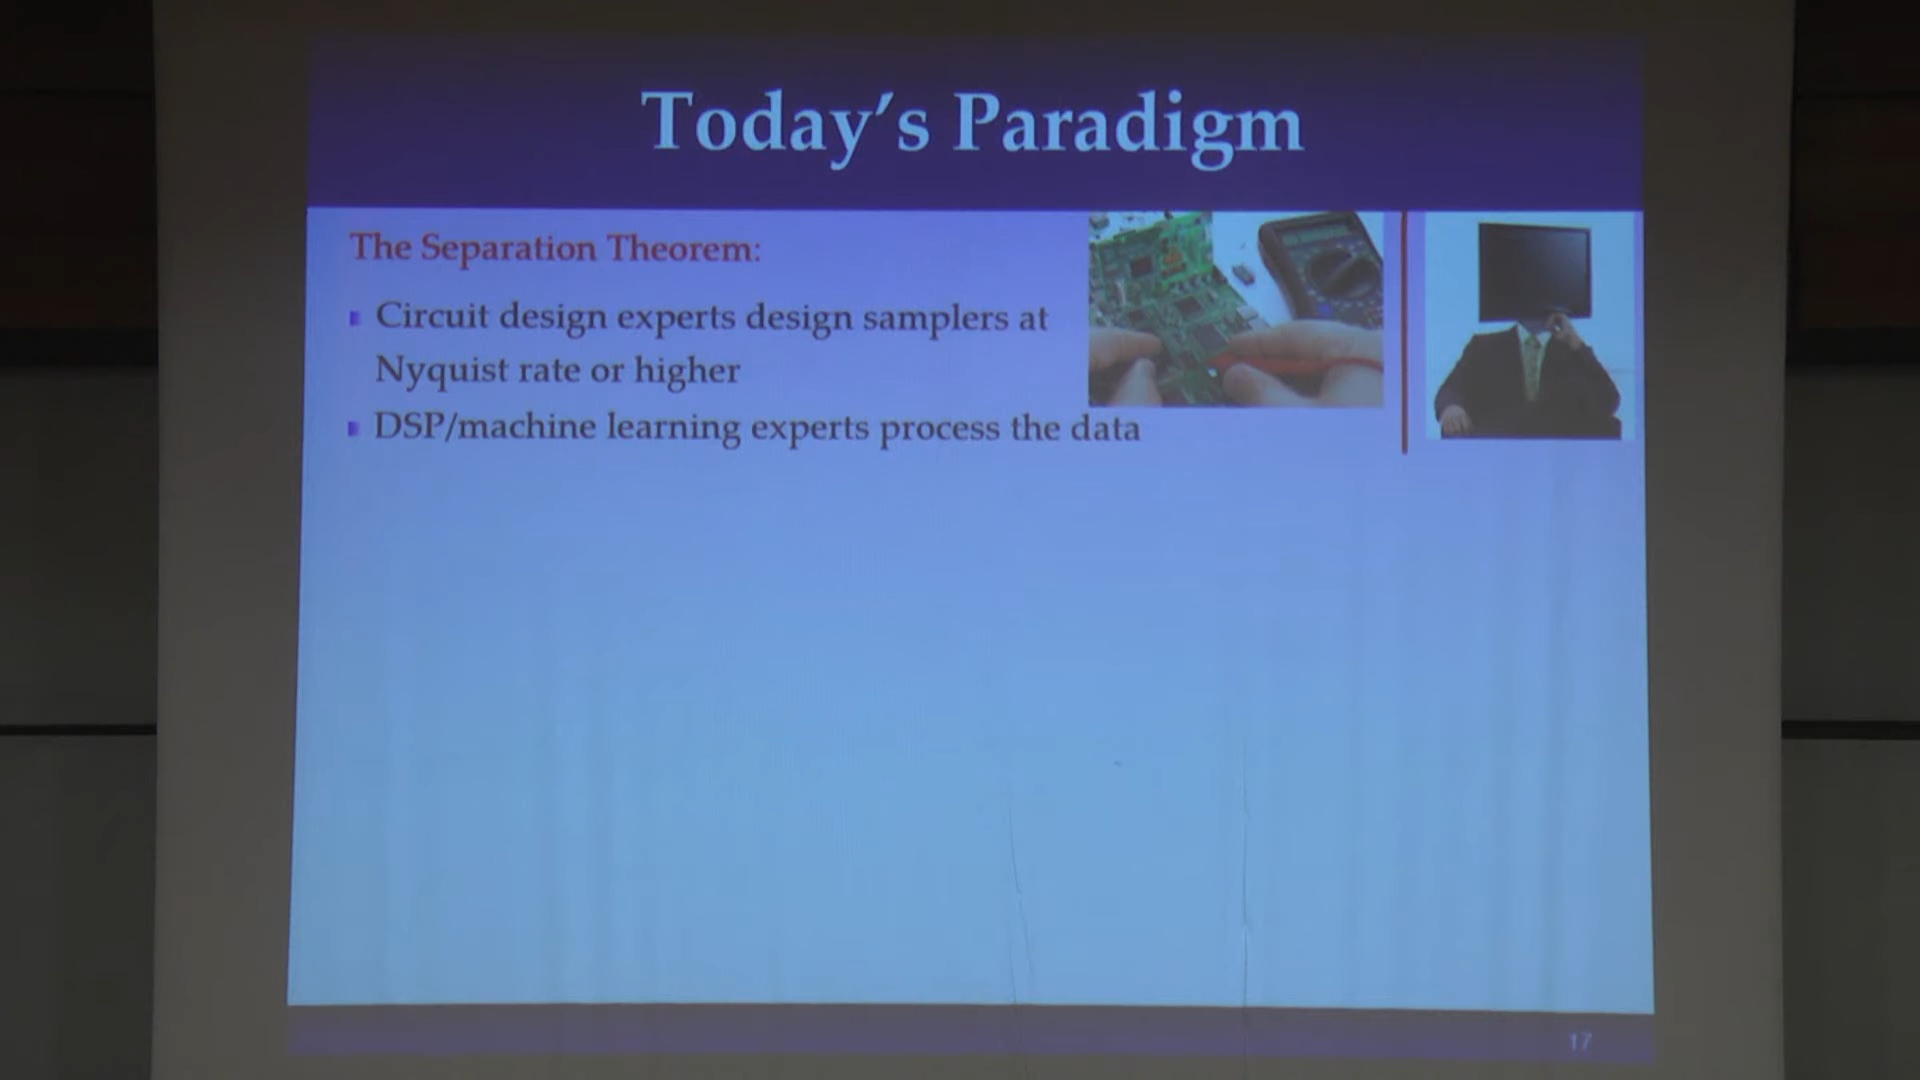 Today's Paradigm
The Separation Theorem:
Circuit design experts design samplers at
Nyquist rate or higher
DSP/machine learning experts process the data
17